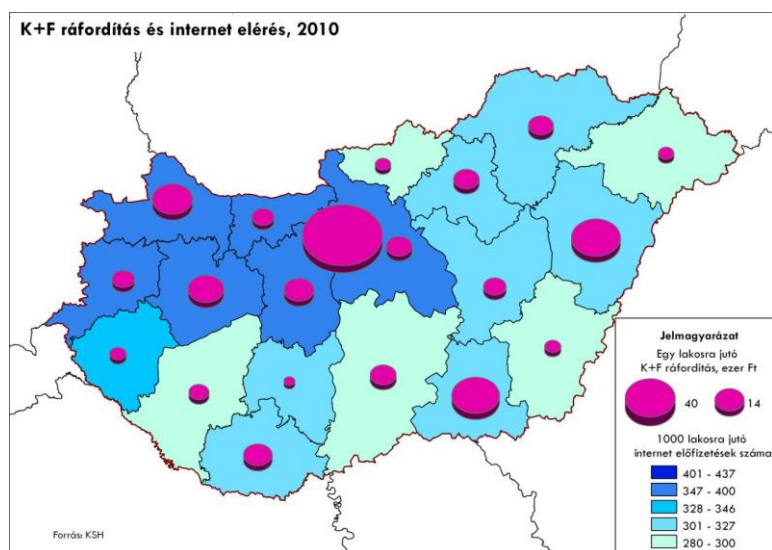 K+F ráfordítás és internet elérés, 2010
Jelmagyarázat
Egy lakosra jutó
K+F ráfordítás, ezer Ft
40 14
1000 lakosra jutó
internet előfizetések száma
401 - 437
347 - 400
328 - 346
301 - 327
280 - 300
Forrás: KSH